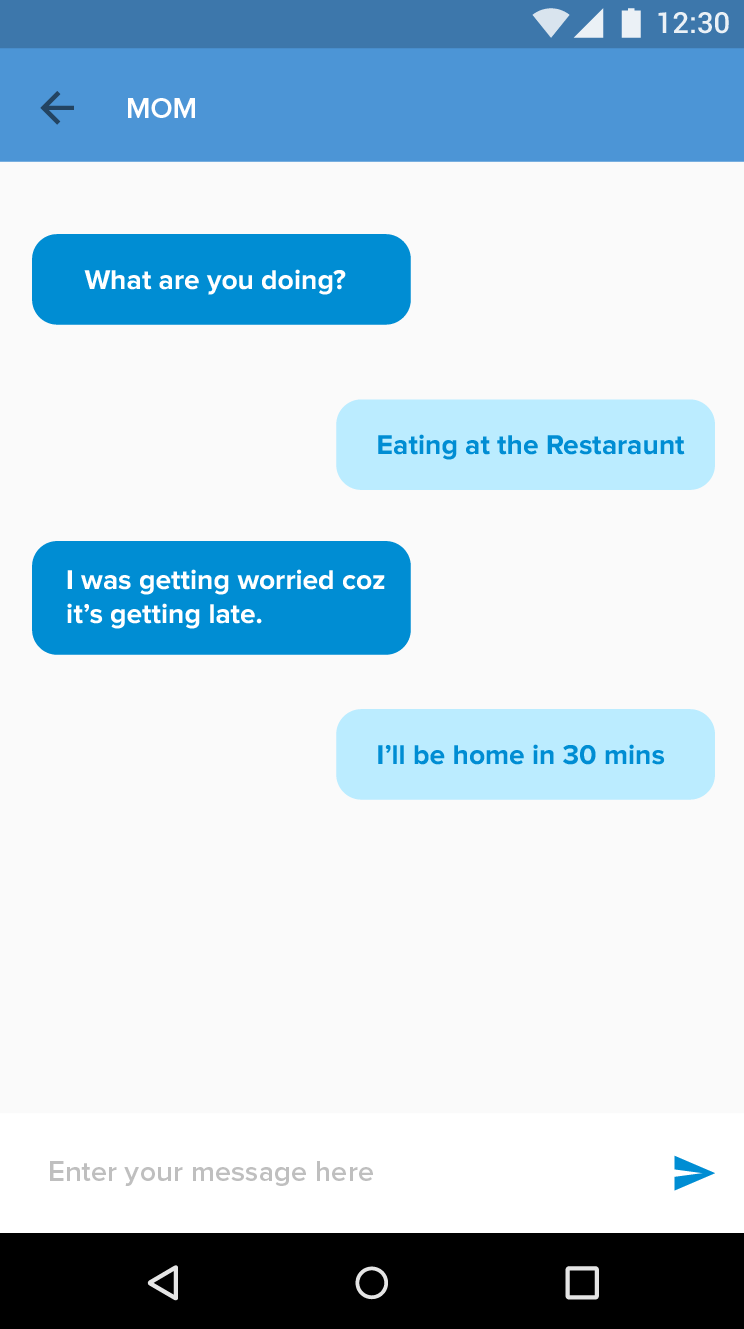 12:30
MOM
What are you doing?
Eating at the Restaraunt
I was getting worried coz
it’s getting late.
I’ll be home in 30 mins
Enter your message here